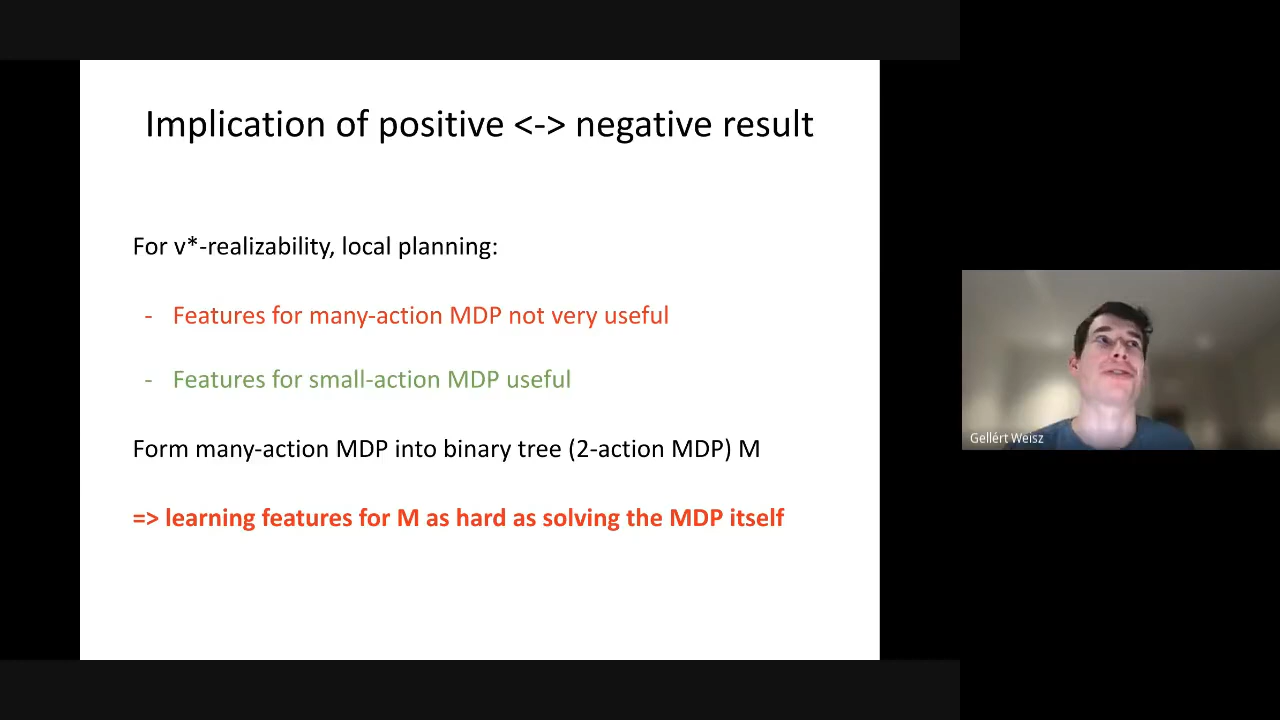 Implication of positive <-> negative result
For v*-realizability, local planning:
- Features for many-action MDP not very useful
- Features for small-action MDP useful
Form many-action MDP into binary tree (2-action MDP) M
=> learning features for M as hard as solving the MDP itself
Gellért Weisz